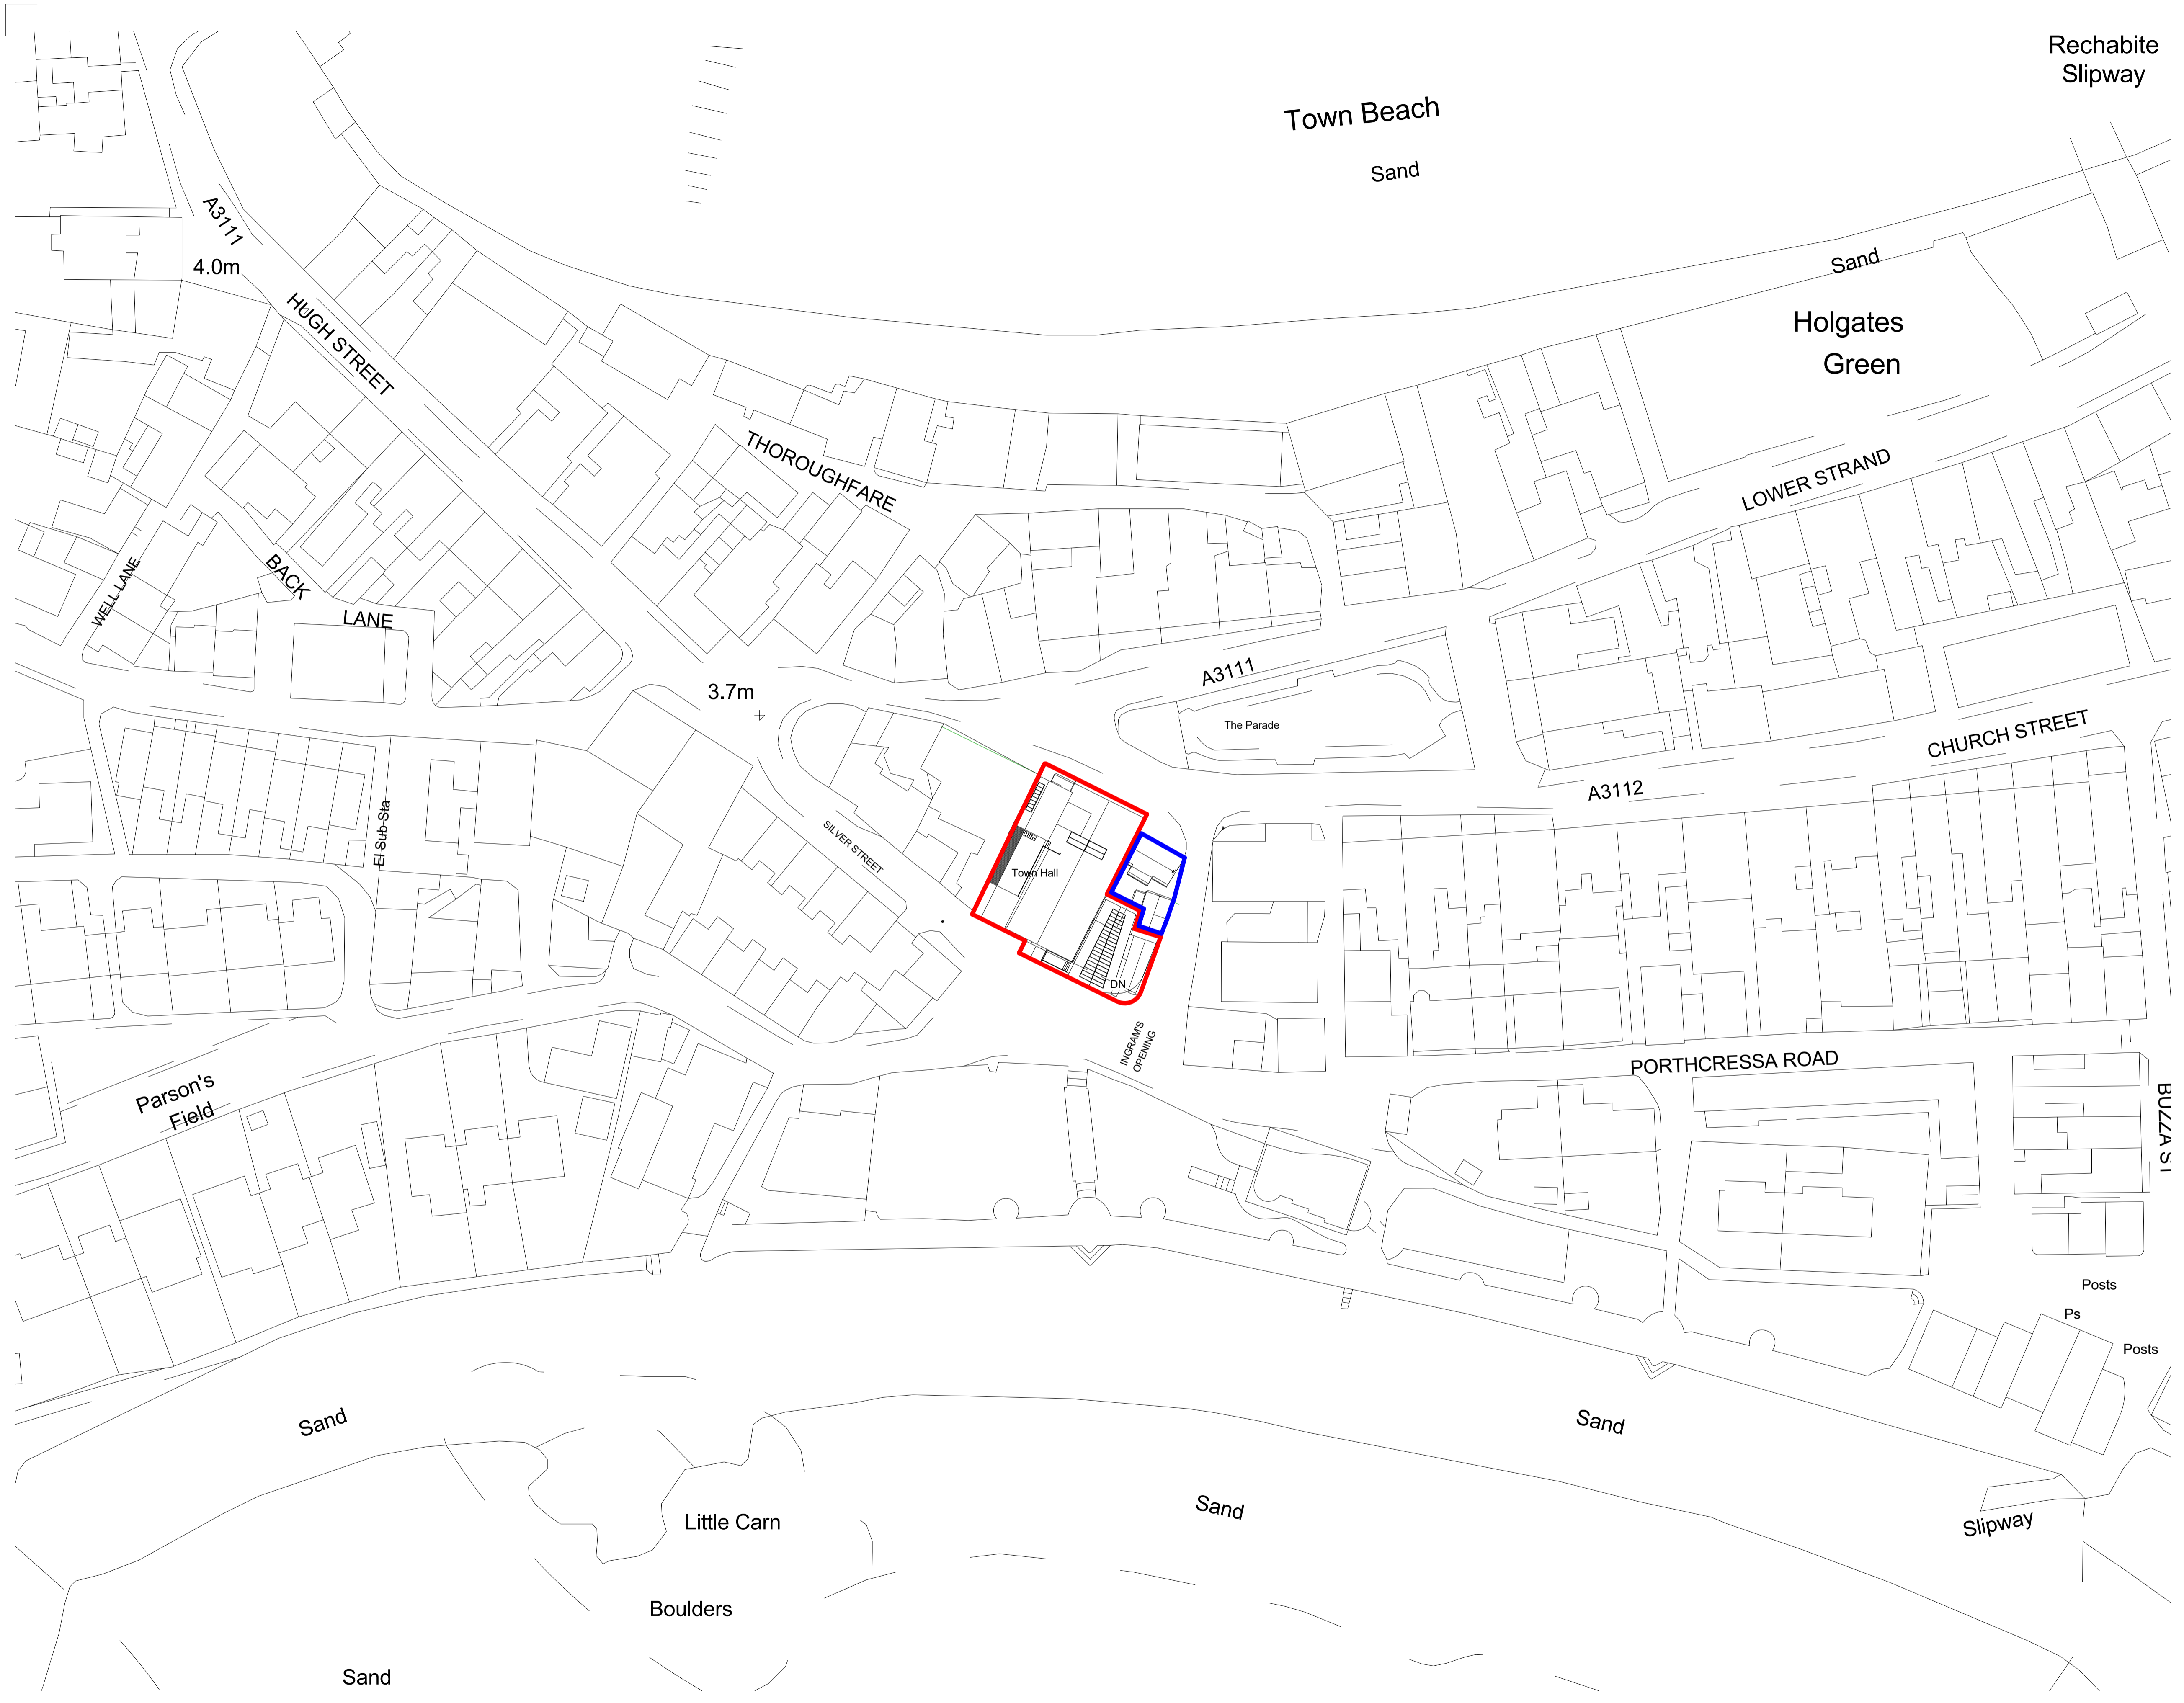 Rechabite
Slipway
Town Beach
Sand
A3111
4.0m
Sand
HUGH STREET
Holgates
Green
THOROUGHFARE
LOWER STRAND
WELL LANE
BACK
LANE
A3111
3.7m
The Parade
CHURCH STREET
A3112
El Sub Sta
SILVER STREET
Town Hall
DN
INGRAM'S
OPENING
PORTHCRESSA ROAD
Parson's
Field
BUZZA ST
Posts
Ps
Posts
Sand
Sand
Sand
Little Carn
Slipway
Boulders
Sand